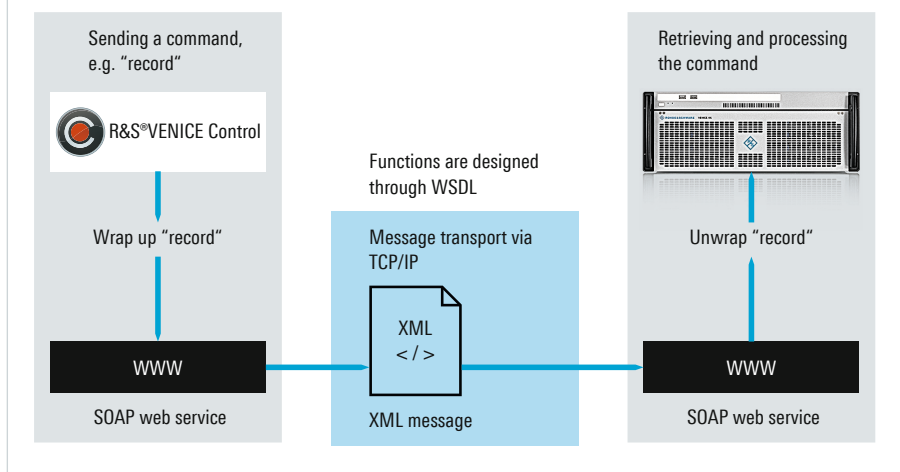 Sending a command,
e.g. “record“
R&S®VENICE Control
Wrap up “record“
WWW
SOAP web service
Functions are designed
through WSDL
Message transport via
TCP/IP
XML
< / >
XML message
Retrieving and processing
the command
Unwrap “record“
WWW
SOAP web service